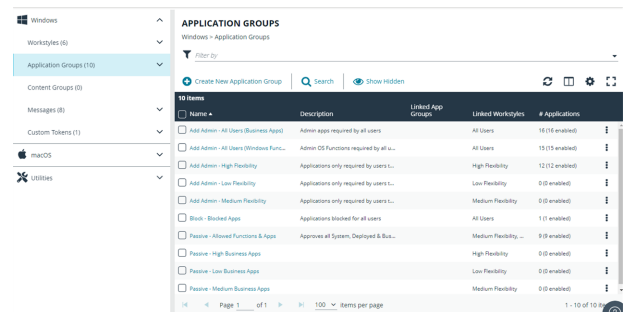 Windows
Workstyles (6)
Application Groups (10)
Content Groups (0)
Messages (8)
Custom Tokens (1)
macOS
Utilities
APPLICATION GROUPS
Windows > Application Groups
Filter by
Create New Application Group Search Show Hidden
10 items
Name Description Linked App Groups Linked Workstyles # Applications
Add Admin - All Users (Business Apps) Admin apps required by all users All Users 16 (16 enabled)
Add Admin - All Users (Windows Func... Admin OS Functions required by all u... All Users 15 (15 enabled)
Add Admin - High Flexibility Applications only required by users t... High Flexibility 12 (12 enabled)
Add Admin - Low Flexibility Applications only required by users t... Low Flexibility 0 (0 enabled)
Add Admin - Medium Flexibility Applications only required by users t... Medium Flexibility 0 (0 enabled)
Block - Blocked Apps Applications blocked for all users All Users 1 (1 enabled)
Passive - Allowed Functions & Apps Approves all System, Deployed & Bus... Medium Flexibility, ... 9 (9 enabled)
Passive - High Business Apps High Flexibility 0 (0 enabled)
Passive - Low Business Apps Low Flexibility 0 (0 enabled)
Passive - Medium Business Apps Medium Flexibility 0 (0 enabled)
Page 1 of 1 100 items per page 1 - 10 of 10